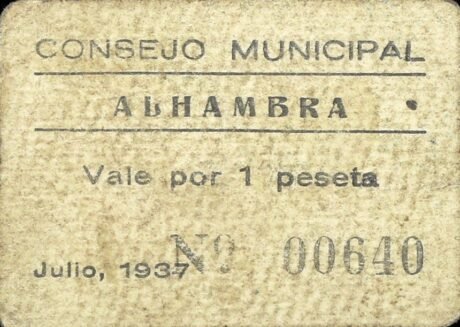 CONSEJO MUNICIPAL
ALHAMBRA
Vale por 1 peseta
Julio, 1937 Nº 00640